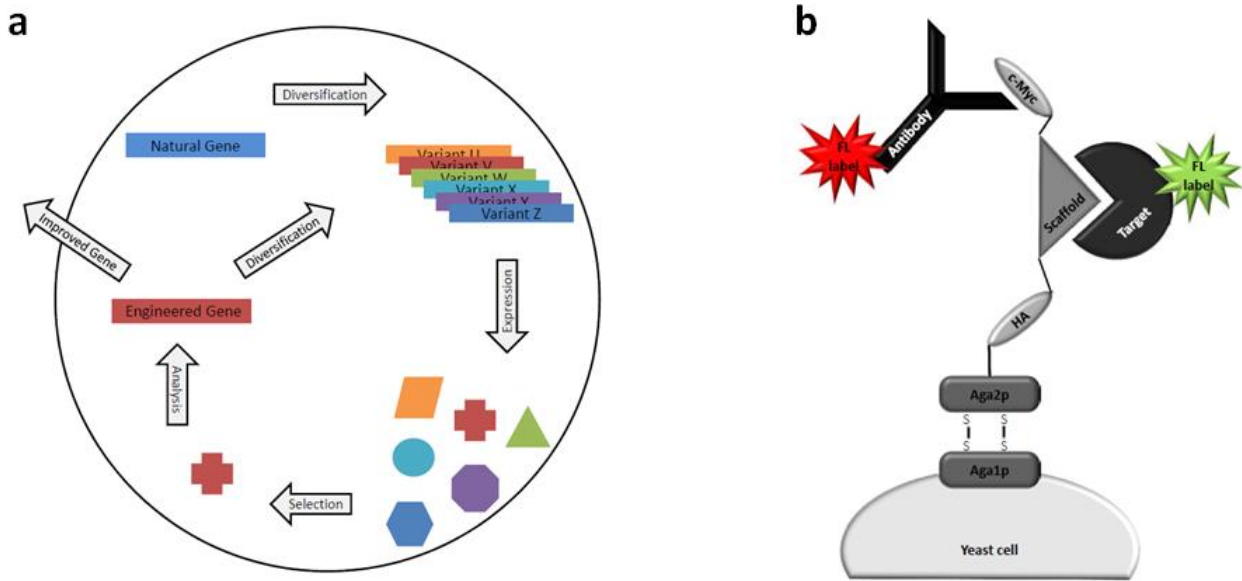 a
Diversification
Natural Gene
Variant U
Variant V
Variant W
Variant X
Variant Y
Variant Z
Improved Gene
Diversification
Engineered Gene
Expression
Analysis
Selection
b
c-Myc
Antibody
FL
label
FL
label
Scaffold
Target
HA
Aga2p
S S
S S
Aga1p
Yeast cell